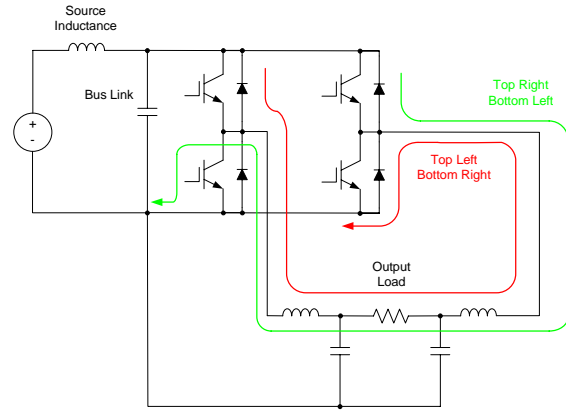 Source
Inductance
Bus Link
+
-
Top Right
Bottom Left
Top Left
Bottom Right
Output
Load